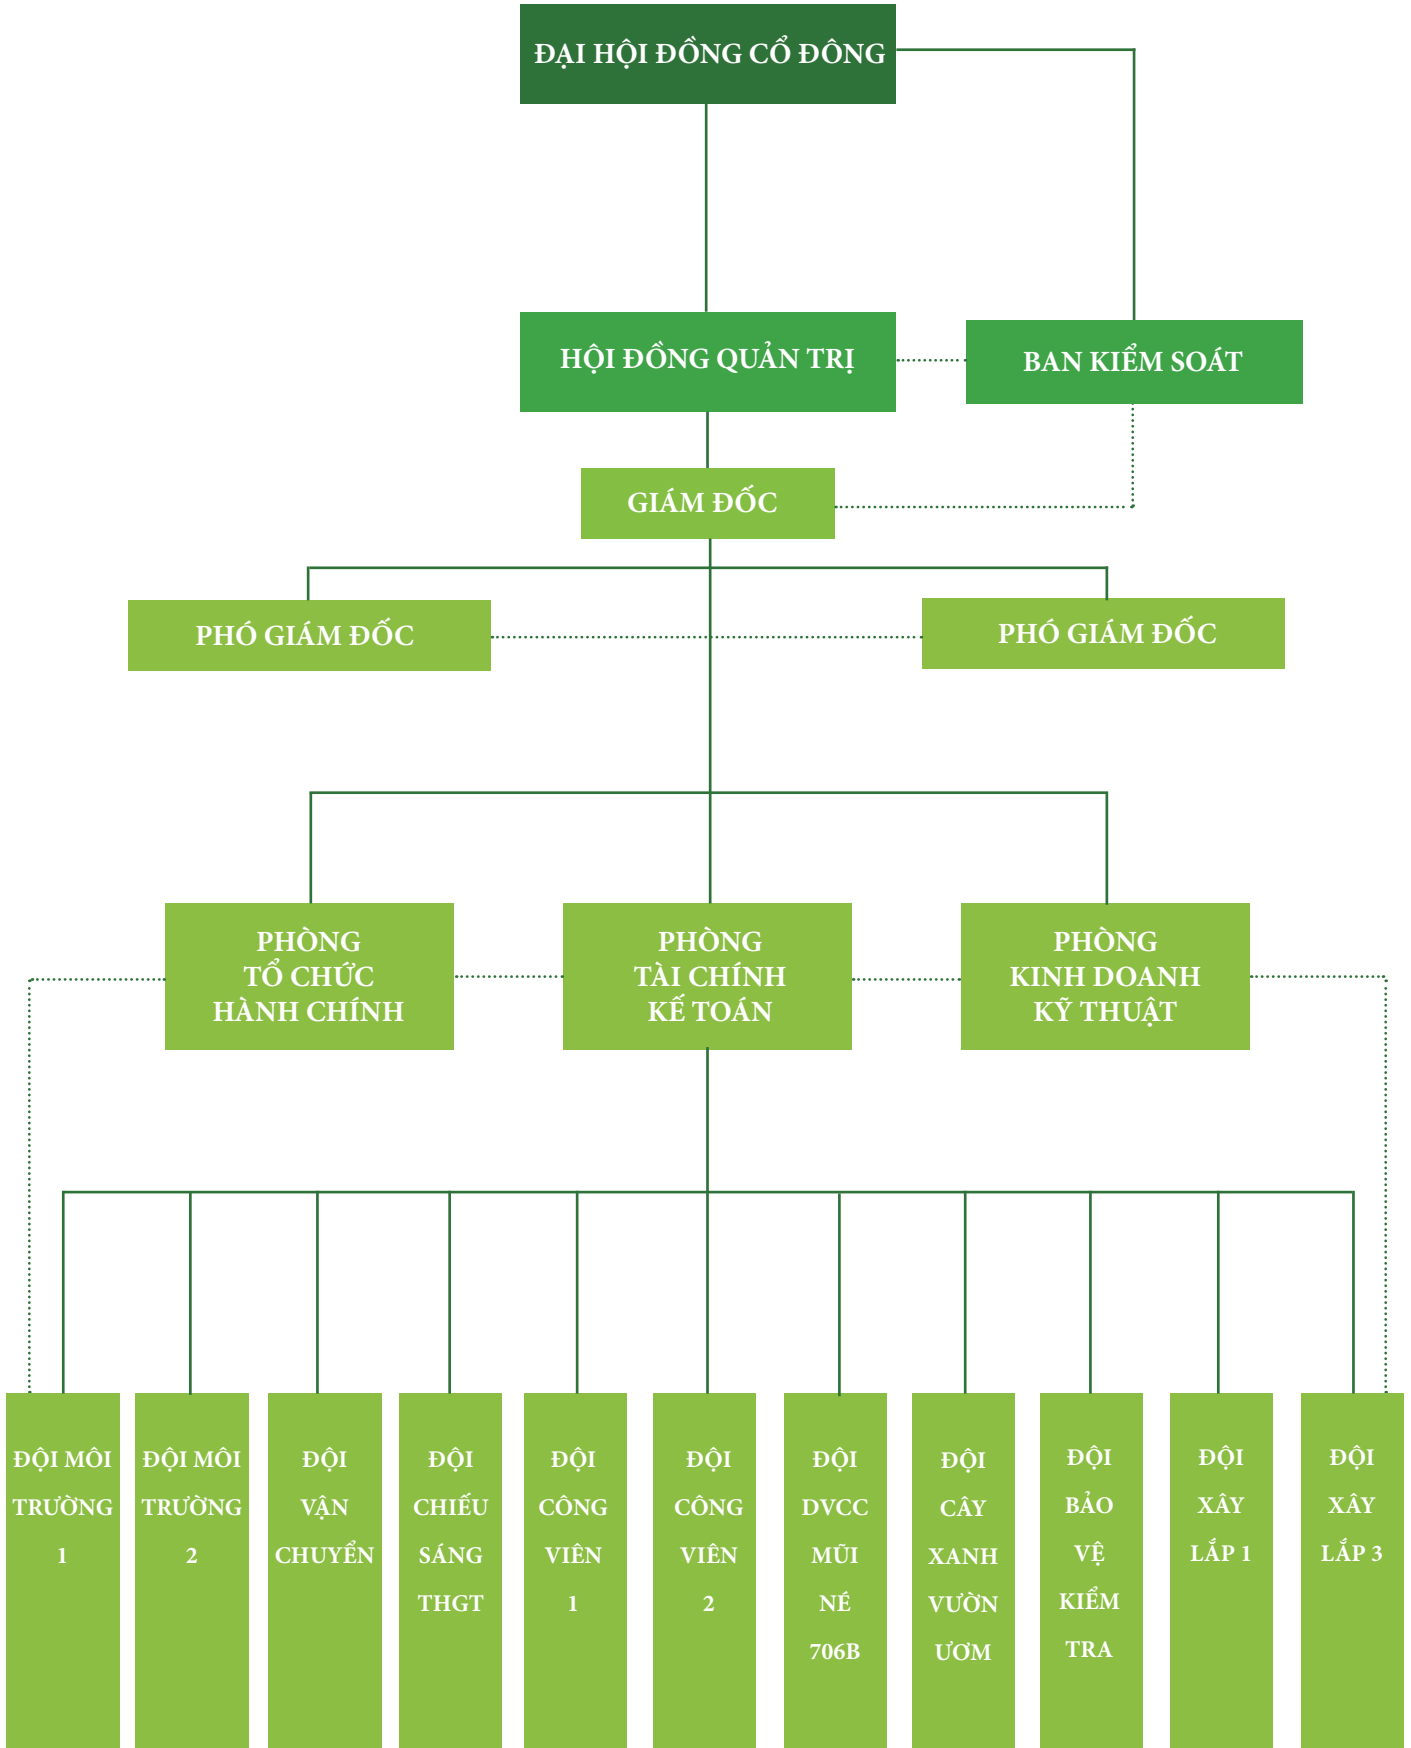 ĐẠI HỘI ĐỒNG CỔ ĐÔNG
HỘI ĐỒNG QUẢN TRỊ
BAN KIỂM SOÁT
GIÁM ĐỐC
PHÓ GIÁM ĐỐC
PHÓ GIÁM ĐỐC
PHÒNG
TỔ CHỨC
HÀNH CHÍNH
PHÒNG
TÀI CHÍNH
KẾ TOÁN
PHÒNG
KINH DOANH
KỸ THUẬT
ĐỘI MÔI
TRƯỜNG
1
ĐỘI MÔI
TRƯỜNG
2
ĐỘI
VẬN
CHUYỂN
ĐỘI
CHIẾU
SÁNG
THGT
ĐỘI
CÔNG
VIÊN
1
ĐỘI
CÔNG
VIÊN
2
ĐỘI
DVCC
MŨI
NÉ
706B
ĐỘI
CÂY
XANH
VƯỜN
ƯƠM
ĐỘI
BẢO
VỆ
KIỂM
TRA
ĐỘI
XÂY
LẮP 1
ĐỘI
XÂY
LẮP 3